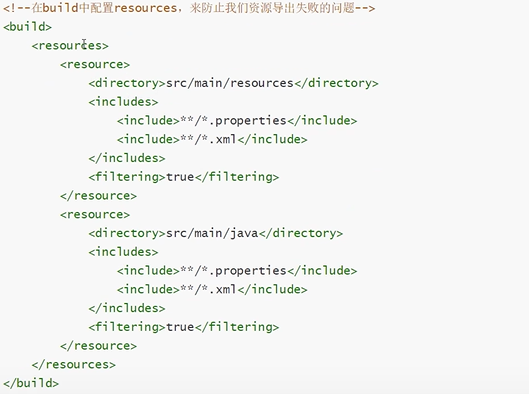 <!--在build中配置resources，来防止我们资源导出失败的问题-->
<build>
    <resources>
        <resource>
            <directory>src/main/resources</directory>
            <includes>
                <include>**/*.properties</include>
                <include>**/*.xml</include>
            </includes>
            <filtering>true</filtering>
        </resource>
        <resource>
            <directory>src/main/java</directory>
            <includes>
                <include>**/*.properties</include>
                <include>**/*.xml</include>
            </includes>
            <filtering>true</filtering>
        </resource>
    </resources>
</build>